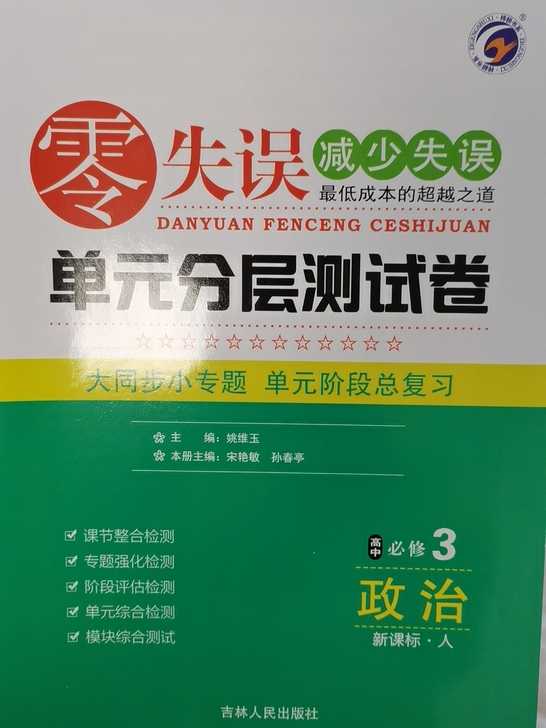 零失误
减少失误
最低成本的超越之道
DANYUAN FENCENG CESHIJUAN
单元分层测试卷
大同步小专题 单元阶段总复习
主 编：姚维玉
本册主编：宋艳敏 孙春亭
课节整合检测
专题强化检测
阶段评估检测
单元综合检测
模块综合测试
高中 必修3
政治
新课标·人
吉林人民出版社